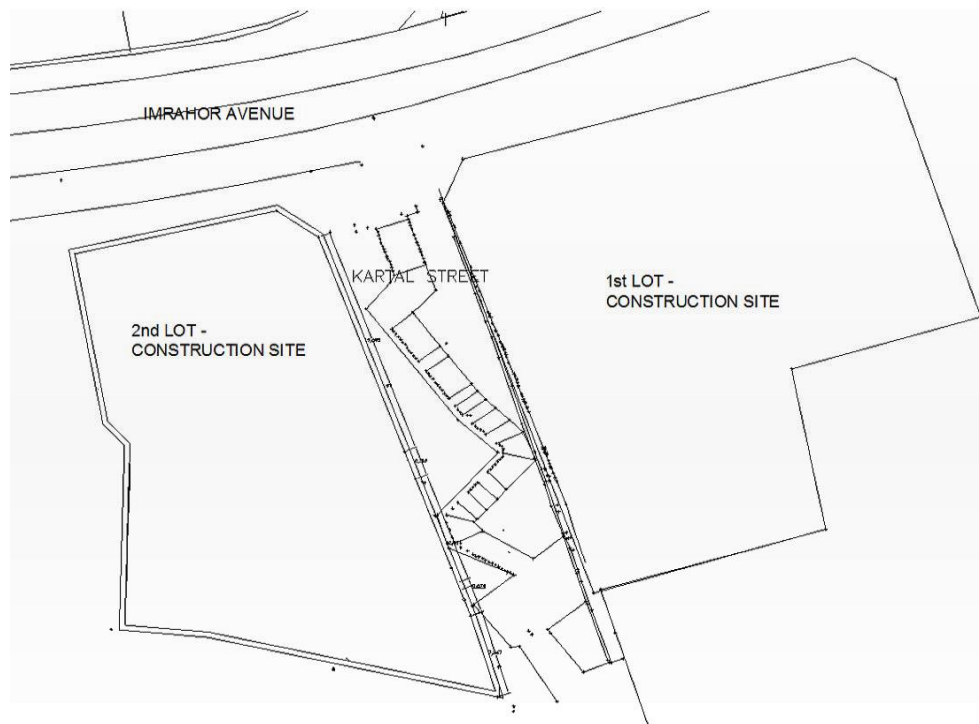 IMRAHOR AVENUE
KARTAL STREET
1st LOT -
CONSTRUCTION SITE
2nd LOT -
CONSTRUCTION SITE